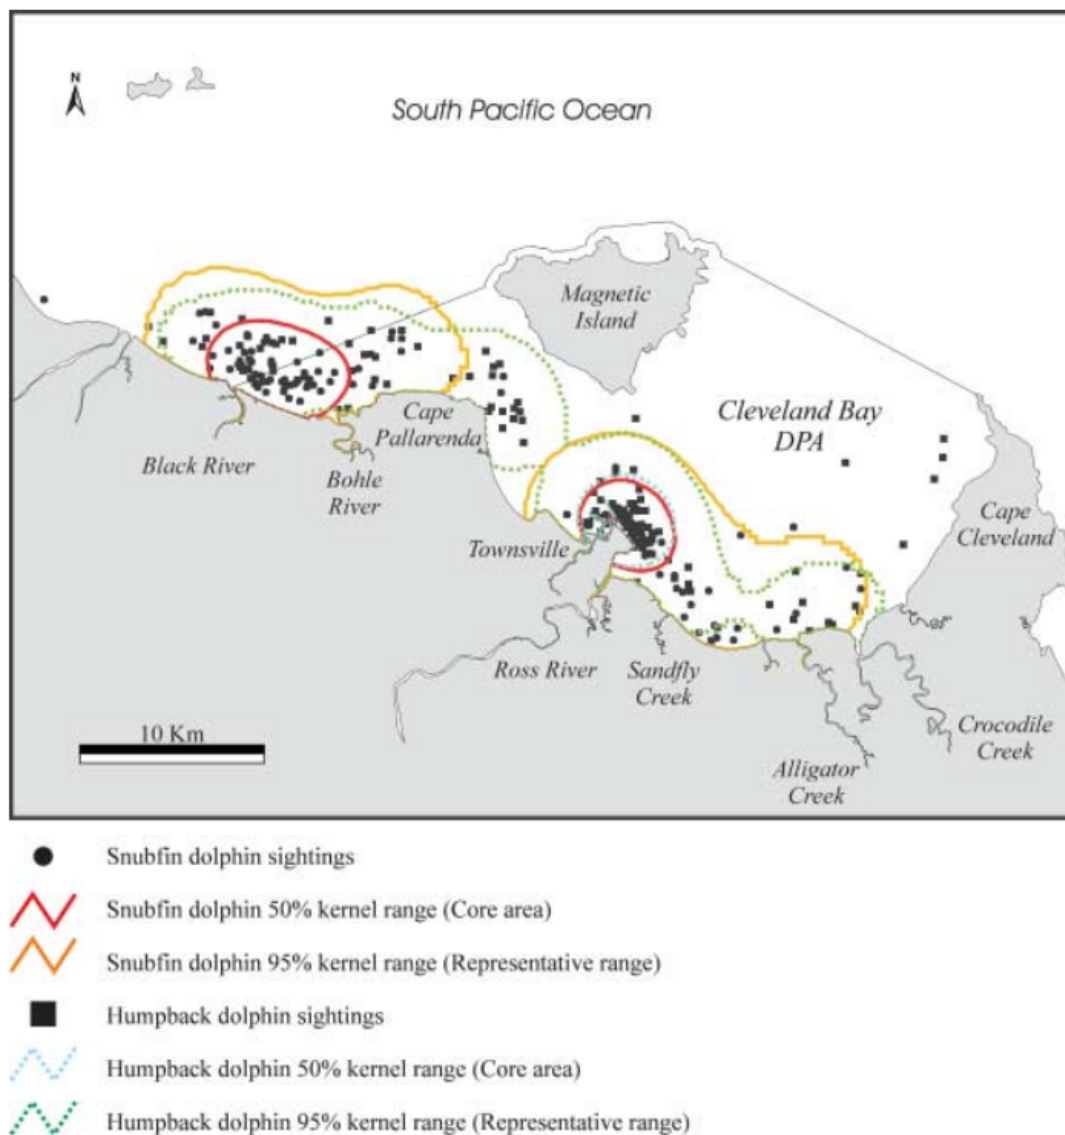 N
South Pacific Ocean
Magnetic
Island
Cleveland Bay
DPA
Cape
Pallarenda
Black River
Bohle
River
Cape
Cleveland
Townsville
Ross River
Sandfly
Creek
10 Km
Crocodile
Creek
Alligator
Creek
Snubfin dolphin sightings
Snubfin dolphin 50% kernel range (Core area)
Snubfin dolphin 95% kernel range (Representative range)
Humpback dolphin sightings
Humpback dolphin 50% kernel range (Core area)
Humpback dolphin 95% kernel range (Representative range)